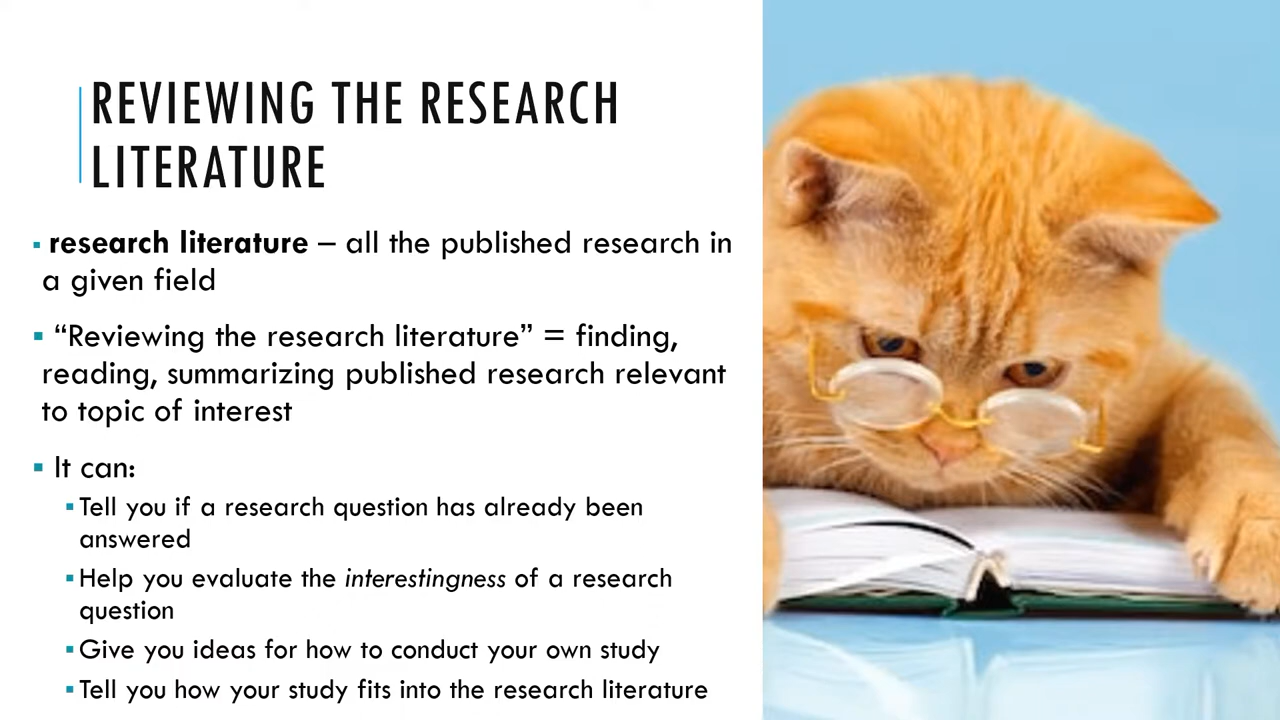 REVIEWING THE RESEARCH
LITERATURE
▪ research literature – all the published research in
a given field
▪ “Reviewing the research literature” = finding,
reading, summarizing published research relevant
to topic of interest
▪ It can:
▪ Tell you if a research question has already been
answered
▪ Help you evaluate the interestingness of a research
question
▪ Give you ideas for how to conduct your own study
▪ Tell you how your study fits into the research literature